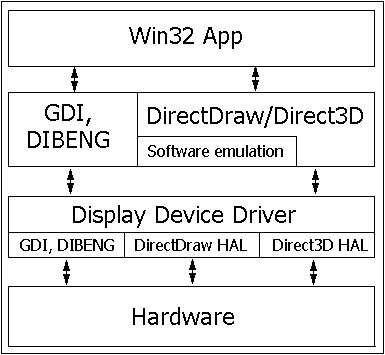 Win32 App
GDI,
DIBENG
DirectDraw/Direct3D
Software emulation
Display Device Driver
GDI, DIBENG
DirectDraw HAL
Direct3D HAL
Hardware